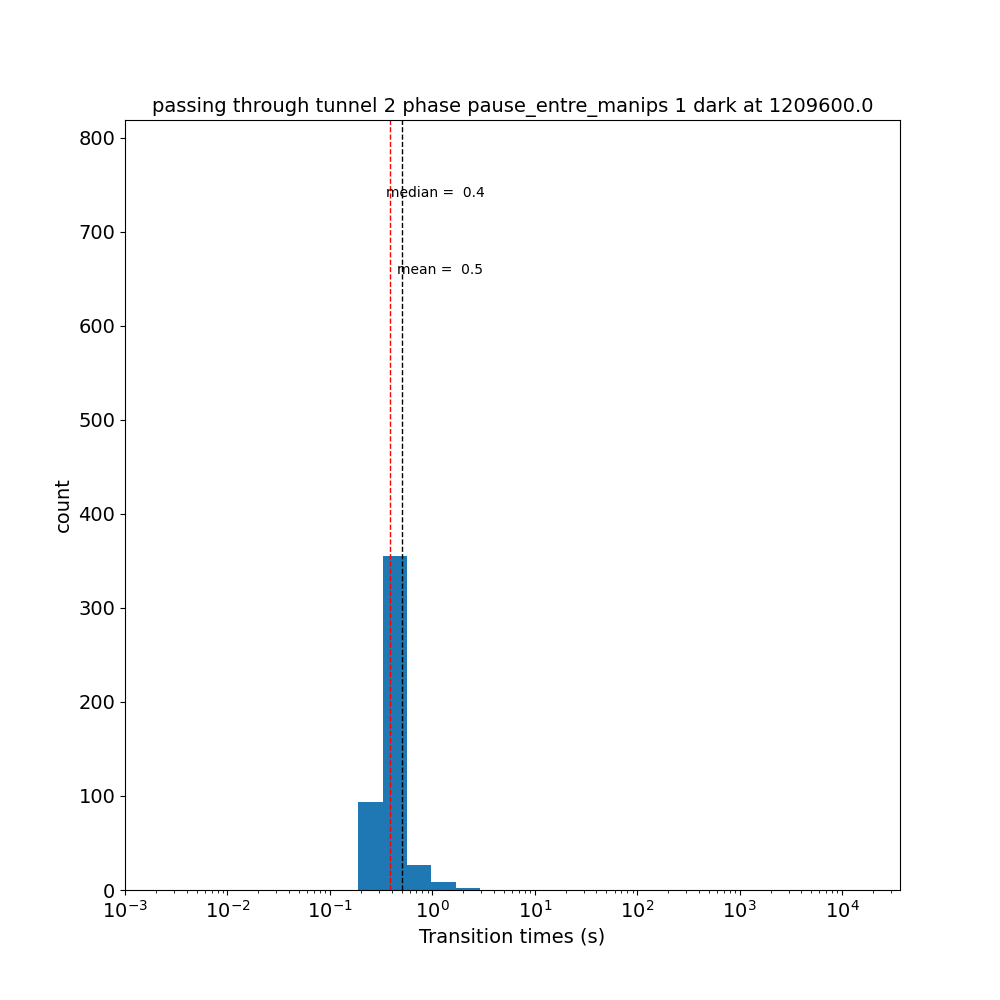 passing through tunnel 2 phase pause_entre_manips 1 dark at 1209600.0
800
700
600
500
400
300
200
100
0
count
median =  0.4
mean =  0.5
10⁻³ 10⁻² 10⁻¹ 10⁰ 10¹ 10² 10³ 10⁴
Transition times (s)